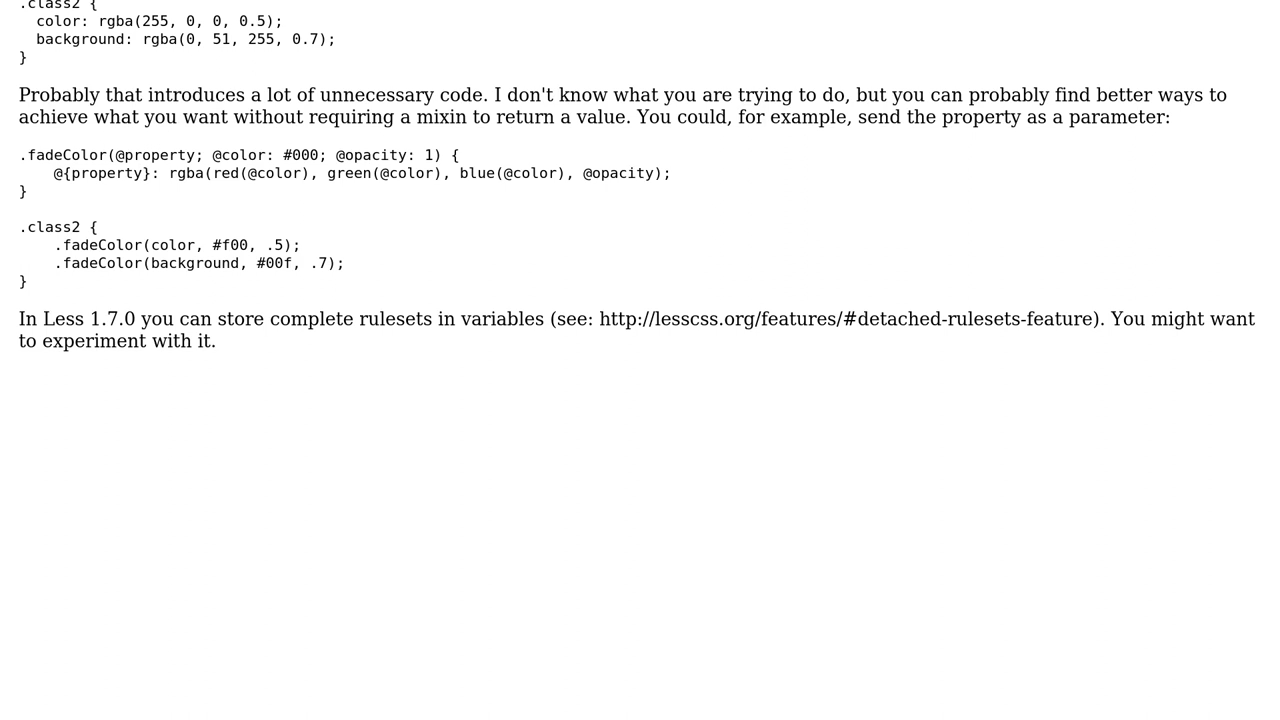 .class2 {
  color: rgba(255, 0, 0, 0.5);
  background: rgba(0, 51, 255, 0.7);
}
Probably that introduces a lot of unnecessary code. I don't know what you are trying to do, but you can probably find better ways to
achieve what you want without requiring a mixin to return a value. You could, for example, send the property as a parameter:
.fadeColor(@property; @color: #000; @opacity: 1) {
    @{property}: rgba(red(@color), green(@color), blue(@color), @opacity);
}
.class2 {
    .fadeColor(color, #f00, .5);
    .fadeColor(background, #00f, .7);
}
In Less 1.7.0 you can store complete rulesets in variables (see: http://lesscss.org/features/#detached-rulesets-feature). You might want
to experiment with it.